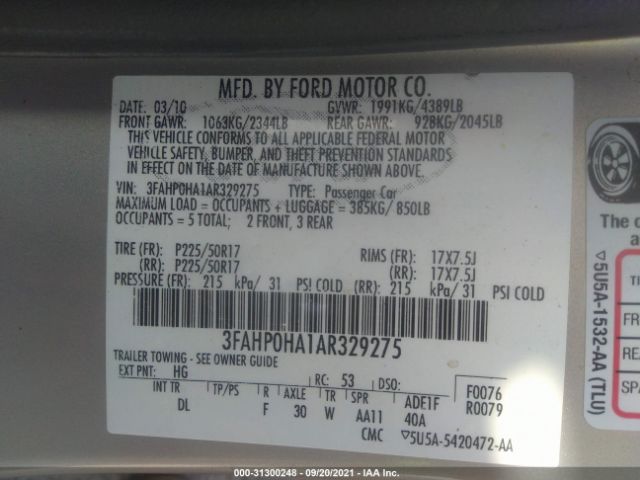 MFD. BY FORD MOTOR CO.
DATE: 03/10 GVWR: 1991KG/4389LB
FRONT GAWR: 1063KG/2344LB REAR GAWR: 928KG/2045LB
THIS VEHICLE CONFORMS TO ALL APPLICABLE FEDERAL MOTOR
VEHICLE SAFETY, BUMPER, AND THEFT PREVENTION STANDARDS
IN EFFECT ON THE DATE OF MANUFACTURE SHOWN ABOVE.
VIN: 3FAHP0HA1AR329275 TYPE: Passenger Car
MAXIMUM LOAD = OCCUPANTS + LUGGAGE = 385KG/ 850LB
OCCUPANTS = 5 TOTAL; 2 FRONT, 3 REAR
TIRE (FR): P225/50R17 RIMS (FR): 17X7.5J
(RR): P225/50R17 (RR): 17X7.5J
PRESSURE (FR): 215 kPa/ 31 PSI COLD (RR): 215 kPa/ 31 PSI COLD
3FAHP0HA1AR329275
TRAILER TOWING - SEE OWNER GUIDE
EXT PNT: HG RC: 53 DSO: F0076
INT TR TP/PS R AXLE TR SPR ADE1F R0079
DL F 30 W AA11 40A
CMC ▽5U5A-5420472-AA
The c
a
TI
FR
RE
SPA
▽5U5A-1532-AA (TLU)
000-31300248 - 09/20/2021 - IAA Inc.